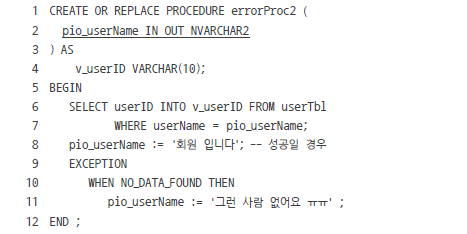 1 CREATE OR REPLACE PROCEDURE errorProc2 (
2 pio_userName IN OUT NVARCHAR2
3 ) AS
4 v_userID VARCHAR(10);
5 BEGIN
6 SELECT userID INTO v_userID FROM userTbl
7 WHERE userName = pio_userName;
8 pio_userName := '회원 입니다'; -- 성공일 경우
9 EXCEPTION
10 WHEN NO_DATA_FOUND THEN
11 pio_userName := '그런 사람 없어요 ㅠㅠ' ;
12 END ;